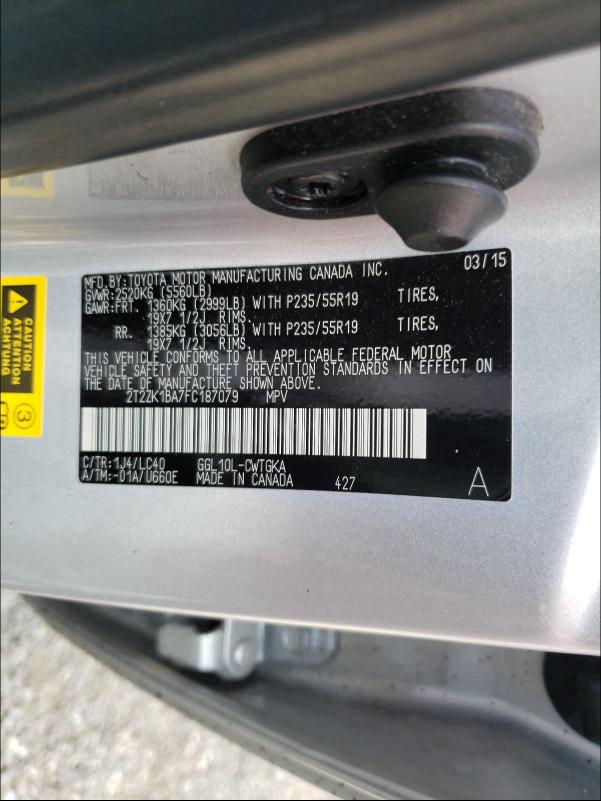 MFD.BY:TOYOTA MOTOR MANUFACTURING CANADA INC. 03/15
GVWR:2520KG (5560LB)
GAWR:FRT. 1360KG (2999LB) WITH P235/55R19 TIRES,
19X7 1/2J RIMS.
RR. 1385KG (3056LB) WITH P235/55R19 TIRES,
19X7 1/2J RIMS.
THIS VEHICLE CONFORMS TO ALL APPLICABLE FEDERAL MOTOR
VEHICLE SAFETY AND THEFT PREVENTION STANDARDS IN EFFECT ON
THE DATE OF MANUFACTURE SHOWN ABOVE.
2T2ZK1BA7FC187079 MPV
C/TR:1J4/LC40 GGL10L-CWTGKA
A/TM:-01A/U660E MADE IN CANADA 427 A
CAUTION
ATTENTION
ACHTUNG
3